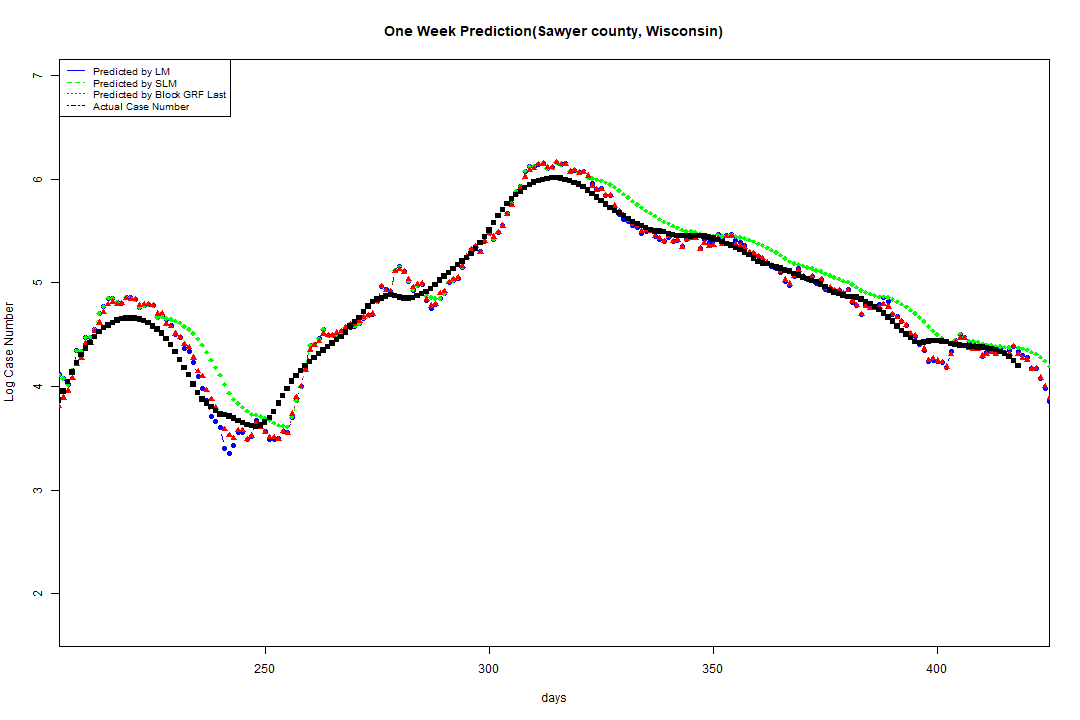 One Week Prediction(Sawyer county, Wisconsin)
Predicted by LM
Predicted by SLM
Predicted by Block GRF Last
Actual Case Number
7
6
5
4
3
2
Log Case Number
250 300 350 400
days